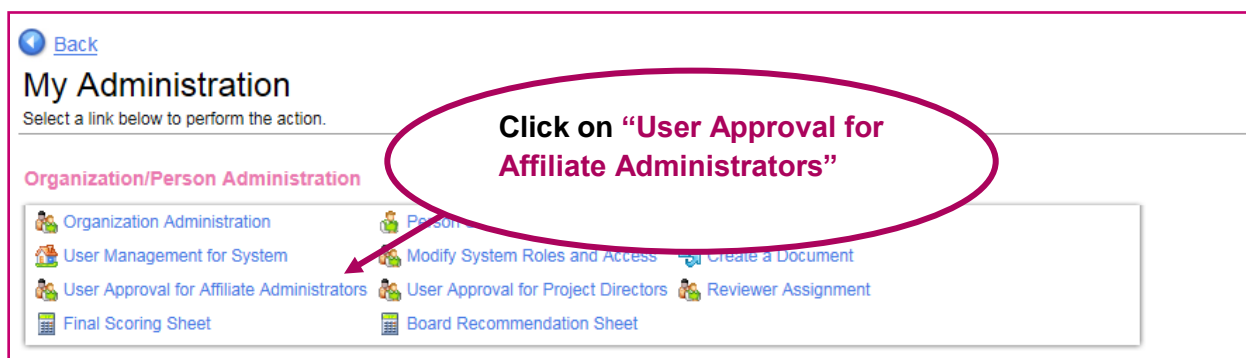 Back
My Administration
Select a link below to perform the action.
Click on “User Approval for
Affiliate Administrators”
Organization/Person Administration
Organization Administration
Person
User Management for System
Modify System Roles and Access
Create a Document
User Approval for Affiliate Administrators
User Approval for Project Directors
Reviewer Assignment
Final Scoring Sheet
Board Recommendation Sheet